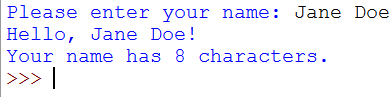 Please enter your name: Jane Doe
Hello, Jane Doe!
Your name has 8 characters.
>>>